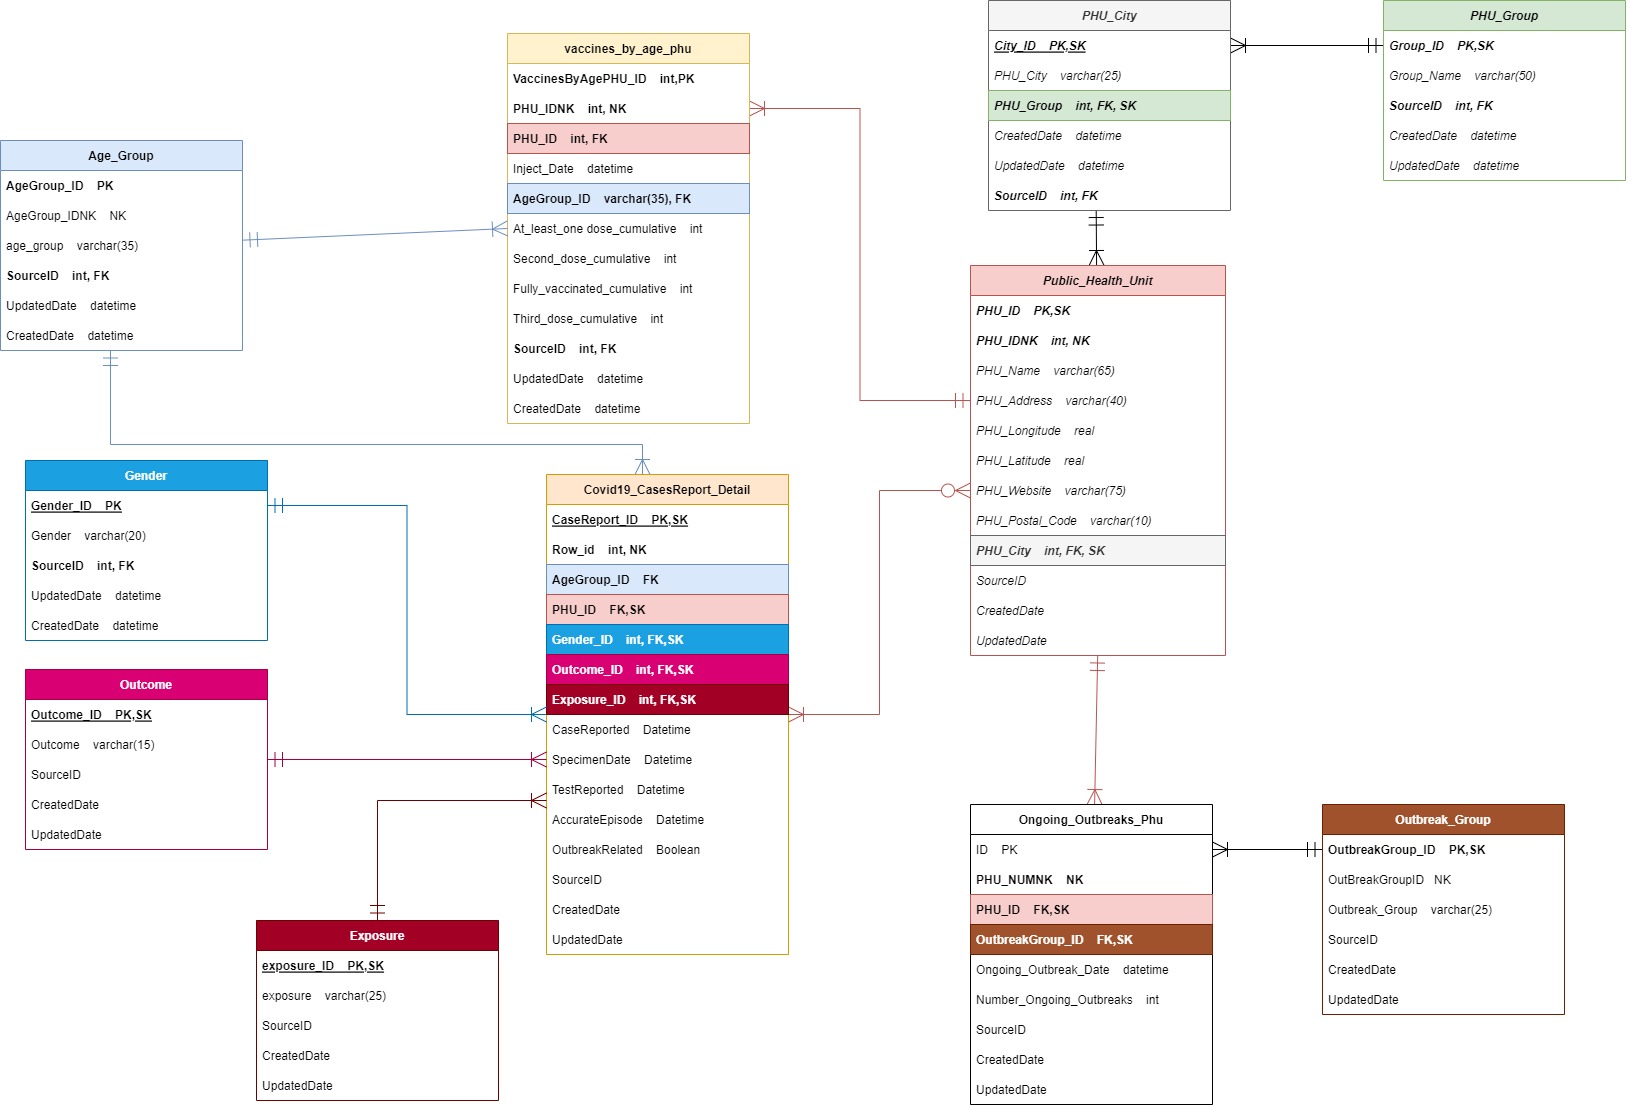 PHU_City
City_ID PK,SK
PHU_City varchar(25)
PHU_Group int, FK, SK
CreatedDate datetime
UpdatedDate datetime
SourceID int, FK
PHU_Group
Group_ID PK,SK
Group_Name varchar(50)
SourceID int, FK
CreatedDate datetime
UpdatedDate datetime
vaccines_by_age_phu
VaccinesByAgePHU_ID int,PK
PHU_IDNK int, NK
PHU_ID int, FK
Inject_Date datetime
AgeGroup_ID varchar(35), FK
At_least_one dose_cumulative int
Second_dose_cumulative int
Fully_vaccinated_cumulative int
Third_dose_cumulative int
SourceID int, FK
UpdatedDate datetime
CreatedDate datetime
Age_Group
AgeGroup_ID PK
AgeGroup_IDNK NK
age_group varchar(35)
SourceID int, FK
UpdatedDate datetime
CreatedDate datetime
Public_Health_Unit
PHU_ID PK,SK
PHU_IDNK int, NK
PHU_Name varchar(65)
PHU_Address varchar(40)
PHU_Longitude real
PHU_Latitude real
PHU_Website varchar(75)
PHU_Postal_Code varchar(10)
PHU_City int, FK, SK
SourceID
CreatedDate
UpdatedDate
Gender
Gender_ID PK
Gender varchar(20)
SourceID int, FK
UpdatedDate datetime
CreatedDate datetime
Covid19_CasesReport_Detail
CaseReport_ID PK,SK
Row_id int, NK
AgeGroup_ID FK
PHU_ID FK,SK
Gender_ID int, FK,SK
Outcome_ID int, FK,SK
Exposure_ID int, FK,SK
CaseReported Datetime
SpecimenDate Datetime
TestReported Datetime
AccurateEpisode Datetime
OutbreakRelated Boolean
SourceID
CreatedDate
UpdatedDate
Outcome
Outcome_ID PK,SK
Outcome varchar(15)
SourceID
CreatedDate
UpdatedDate
Exposure
exposure_ID PK,SK
exposure varchar(25)
SourceID
CreatedDate
UpdatedDate
Ongoing_Outbreaks_Phu
ID PK
PHU_NUMNK NK
PHU_ID FK,SK
OutbreakGroup_ID FK,SK
Ongoing_Outbreak_Date datetime
Number_Ongoing_Outbreaks int
SourceID
CreatedDate
UpdatedDate
Outbreak_Group
OutbreakGroup_ID PK,SK
OutBreakGroupID NK
Outbreak_Group varchar(25)
SourceID
CreatedDate
UpdatedDate